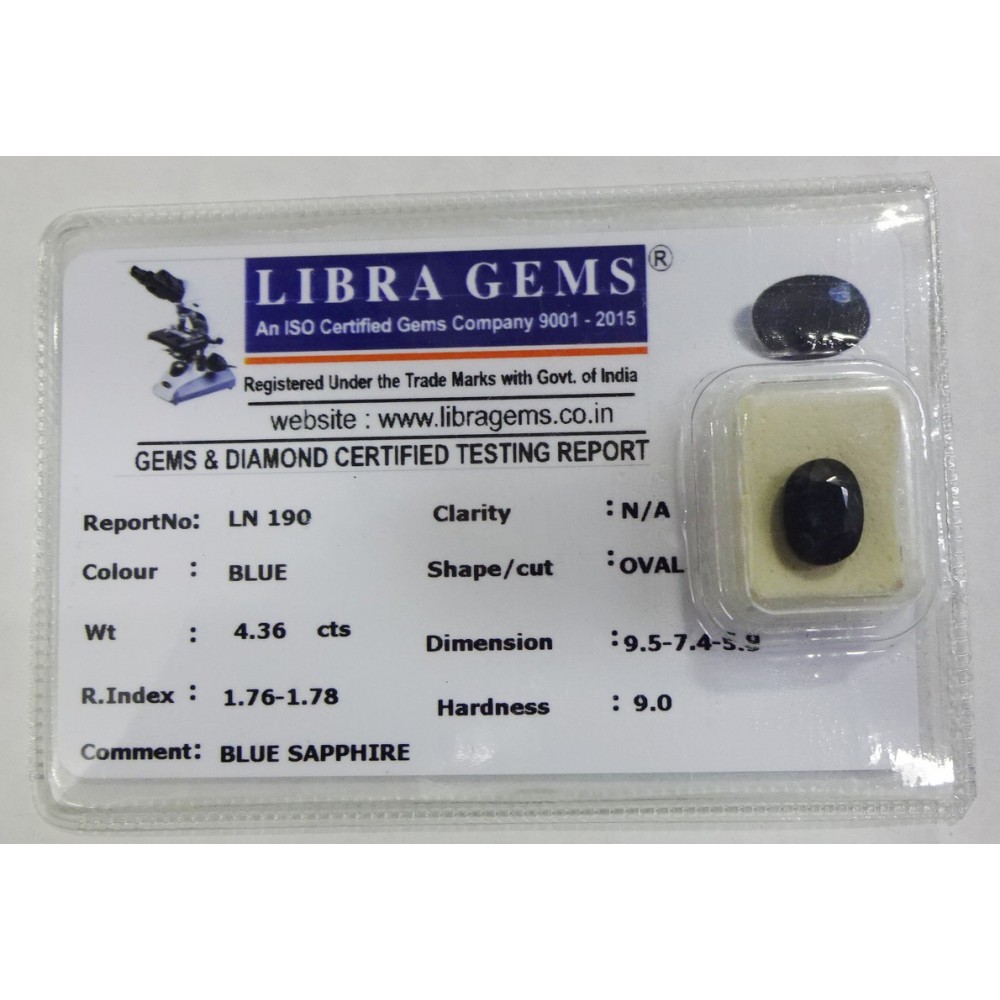 LIBRA GEMS®
An ISO Certified Gems Company 9001 - 2015
Registered Under the Trade Marks with Govt. of India
website : www.libragems.co.in
GEMS & DIAMOND CERTIFIED TESTING REPORT
ReportNo: LN 190 Clarity : N/A
Colour : BLUE Shape/cut : OVAL
Wt : 4.36 cts Dimension : 9.5-7.4-5.9
R.Index : 1.76-1.78 Hardness : 9.0
Comment: BLUE SAPPHIRE